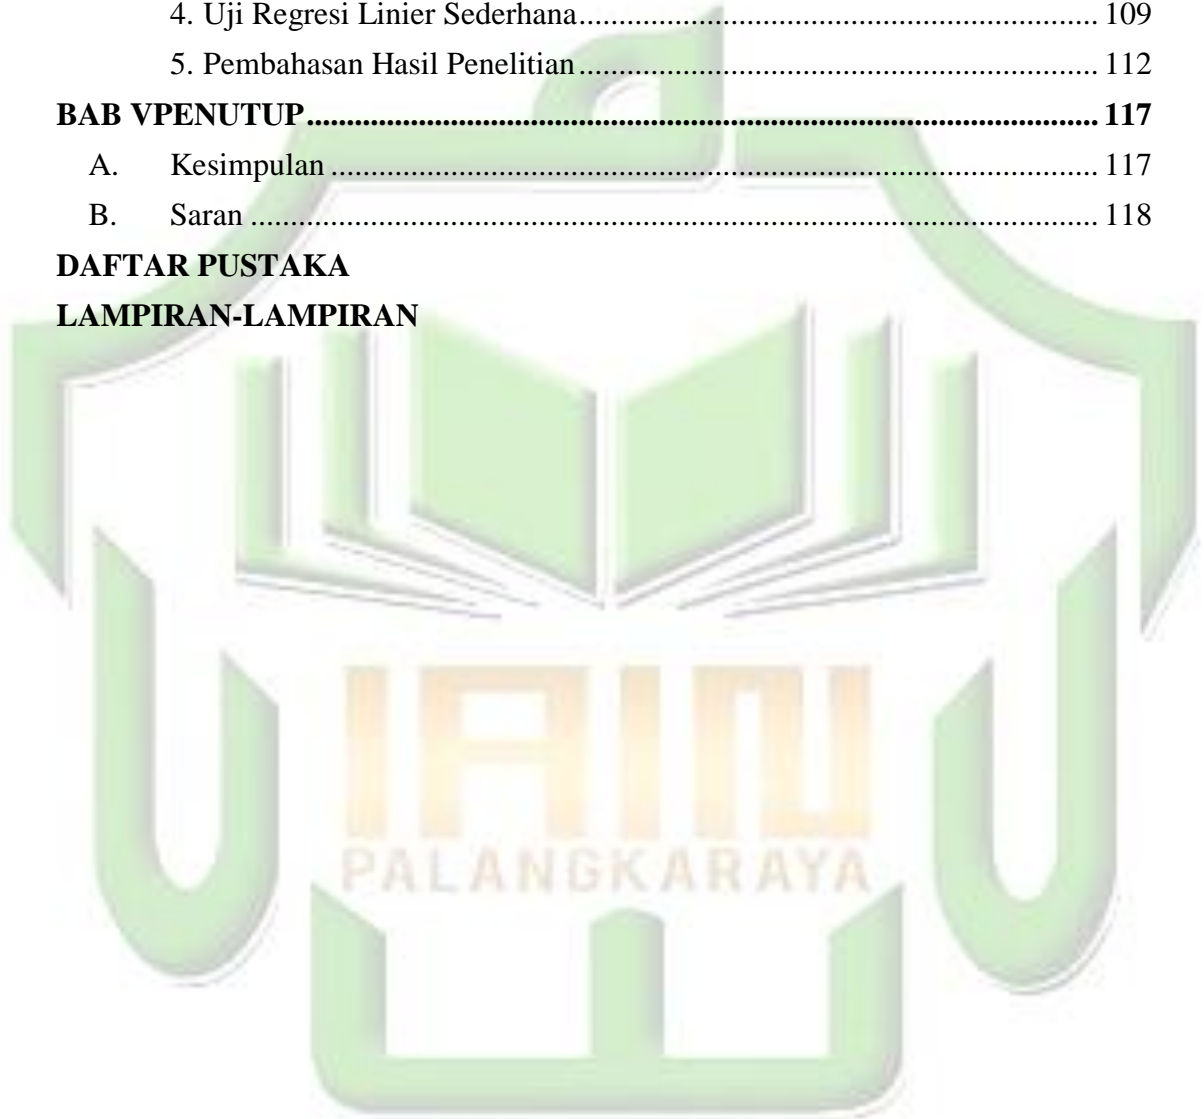 4. Uji Regresi Linier Sederhana................................................................ 109
5. Pembahasan Hasil Penelitian................................................................ 112
BAB VPENUTUP.................................................................................................. 117
A. Kesimpulan ............................................................................................... 117
B. Saran ......................................................................................................... 118
DAFTAR PUSTAKA
LAMPIRAN-LAMPIRAN
IAIN
PALANGKARAYA